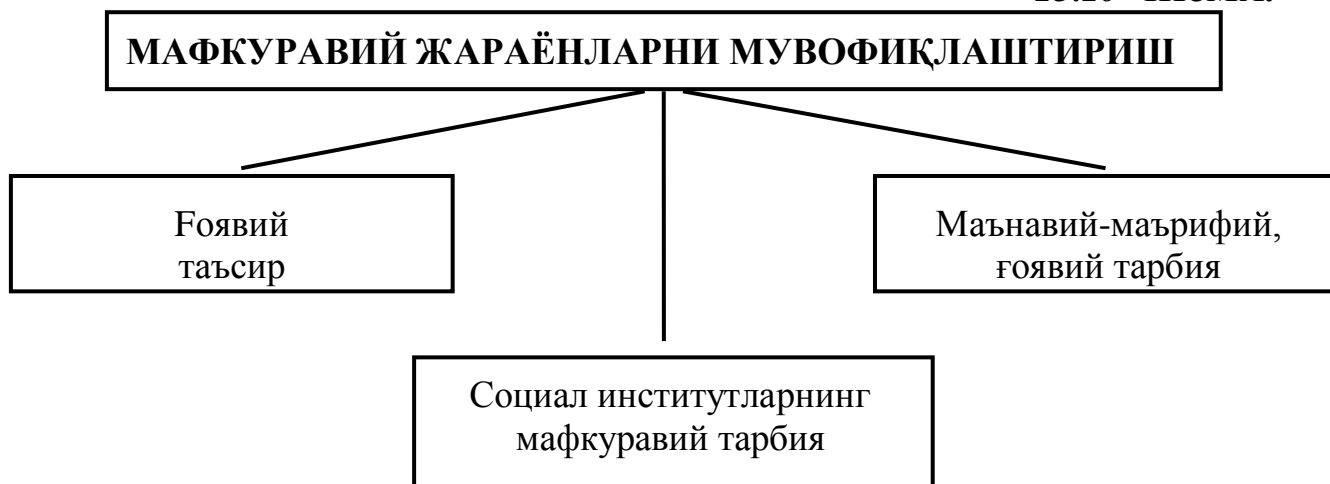 МАФКУРАВИЙ ЖАРАЁНЛАРНИ МУВОФИҚЛАШТИРИШ
Ғоявий
таъсир
Маънавий-маърифий,
ғоявий тарбия
Социал институтларнинг
мафкуравий тарбия